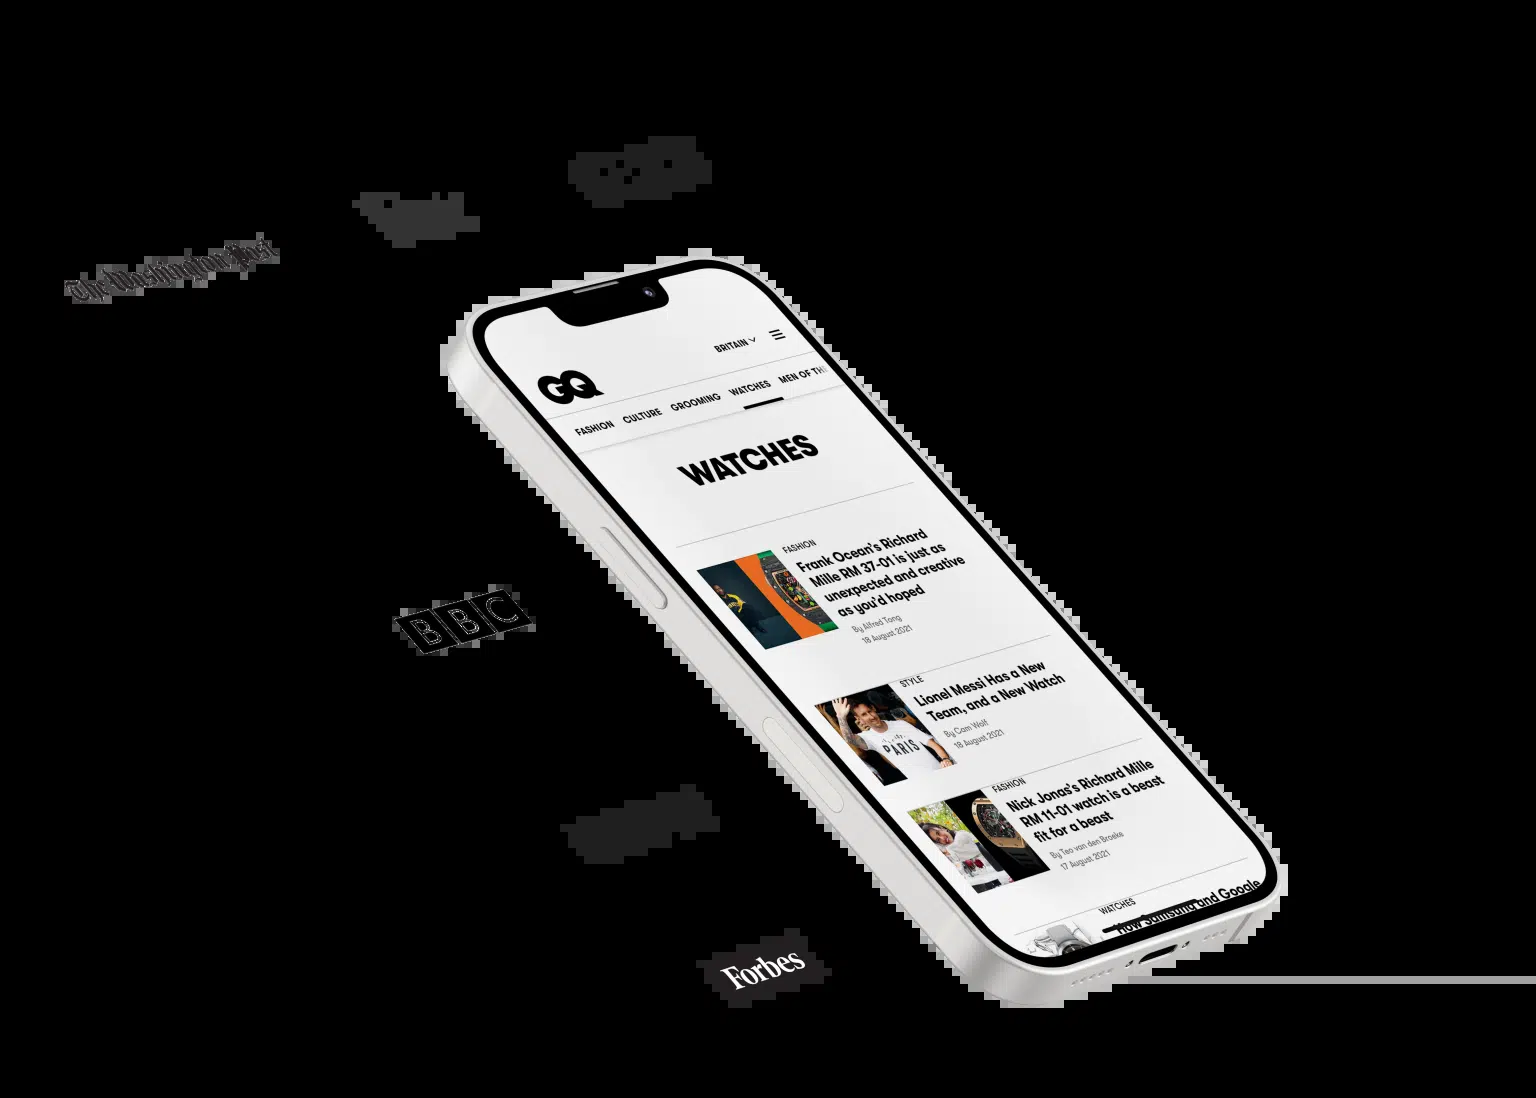 The Washington Post
BRITAIN
GQ
FASHION CULTURE GROOMING WATCHES MEN OF TH
WATCHES
FASHION
Frank Ocean's Richard
Mille RM 37-01 is just as
unexpected and creative
as you'd hoped
By Alfred Tong
18 August 2021
BBC
STYLE
Lionel Messi Has a New
Team, and a New Watch
By Cam Wolf
18 August 2021
PARIS
FASHION
Nick Jonas's Richard Mille
RM 11-01 watch is a beast
fit for a beast
By Teo van den Broeke
17 August 2021
WATCHES
How Samsung and Google
Forbes